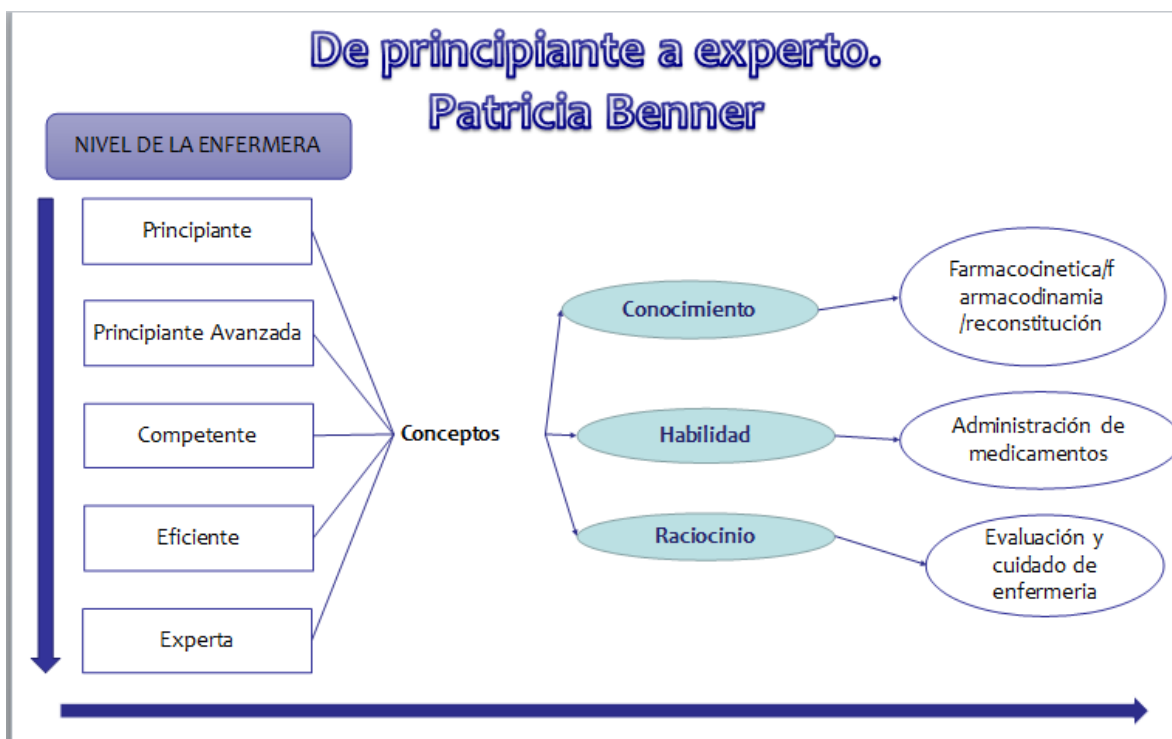 De principiante a experto.
Patricia Benner
NIVEL DE LA ENFERMERA
Principiante
Principiante Avanzada
Competente
Eficiente
Experta
Conceptos
Conocimiento
Habilidad
Raciocinio
Farmacocinetica/f
armacodinamia
/reconstitución
Administración de
medicamentos
Evaluación y
cuidado de
enfermeria